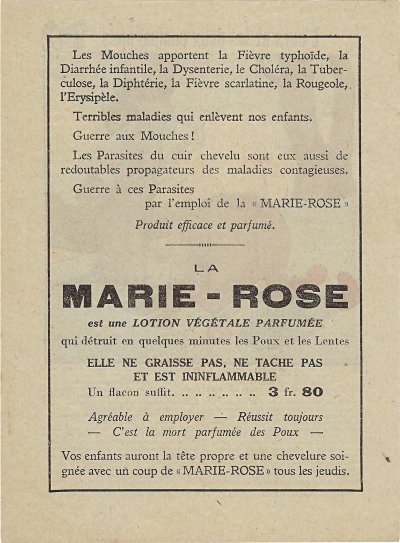 Les Mouches apportent la Fièvre typhoïde, la
Diarrhée infantile, la Dysenterie, le Choléra, la Tuber-
culose, la Diphtérie, la Fièvre scarlatine, la Rougeole,
l'Erysipèle.
Terribles maladies qui enlèvent nos enfants.
Guerre aux Mouches !
Les Parasites du cuir chevelu sont eux aussi de
redoutables propagateurs des maladies contagieuses.
Guerre à ces Parasites
par l'emploi de la « MARIE-ROSE »
Produit efficace et parfumé.
LA
MARIE - ROSE
est une LOTION VÉGÉTALE PARFUMÉE
qui détruit en quelques minutes les Poux et les Lentes
ELLE NE GRAISSE PAS, NE TACHE PAS
ET EST ININFLAMMABLE
Un flacon suffit. .. .. .. .. .. .. 3 fr. 80
Agréable à employer — Réussit toujours
— C'est la mort parfumée des Poux —
Vos enfants auront la tête propre et une chevelure soi-
gnée avec un coup de « MARIE-ROSE » tous les jeudis.